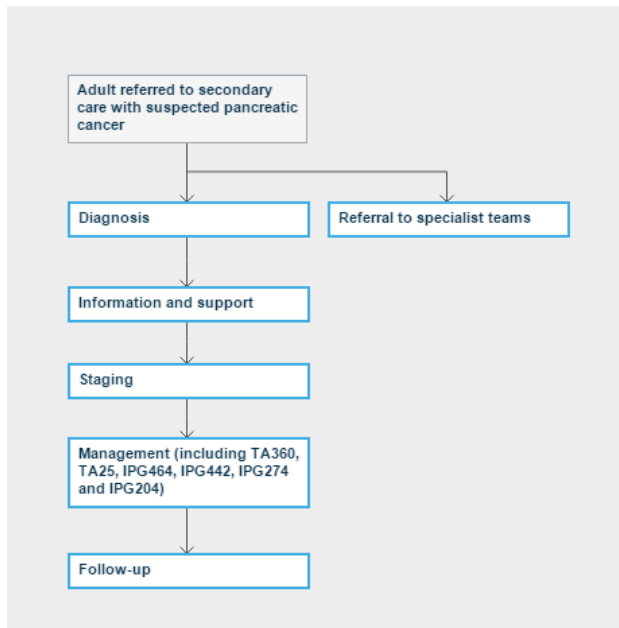 Adult referred to secondary
care with suspected pancreatic
cancer
Diagnosis
Referral to specialist teams
Information and support
Staging
Management (including TA360,
TA25, IPG464, IPG442, IPG274
and IPG204)
Follow-up